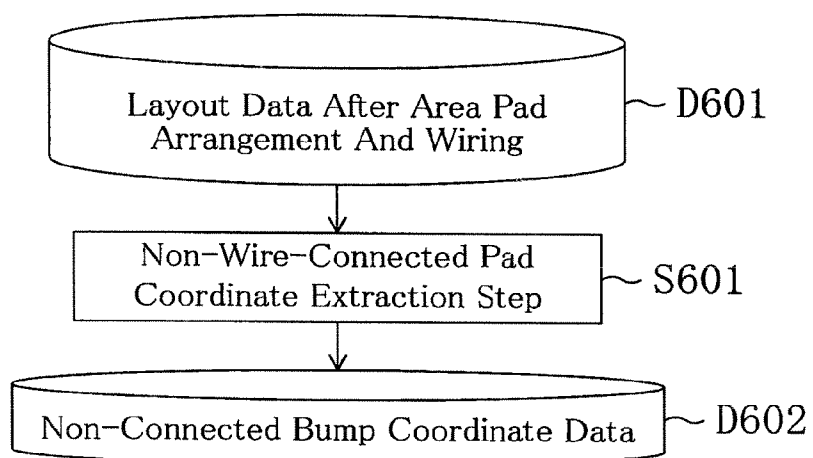 Layout Data After Area Pad
Arrangement And Wiring
D601
Non-Wire-Connected Pad
Coordinate Extraction Step
S601
Non-Connected Bump Coordinate Data
D602